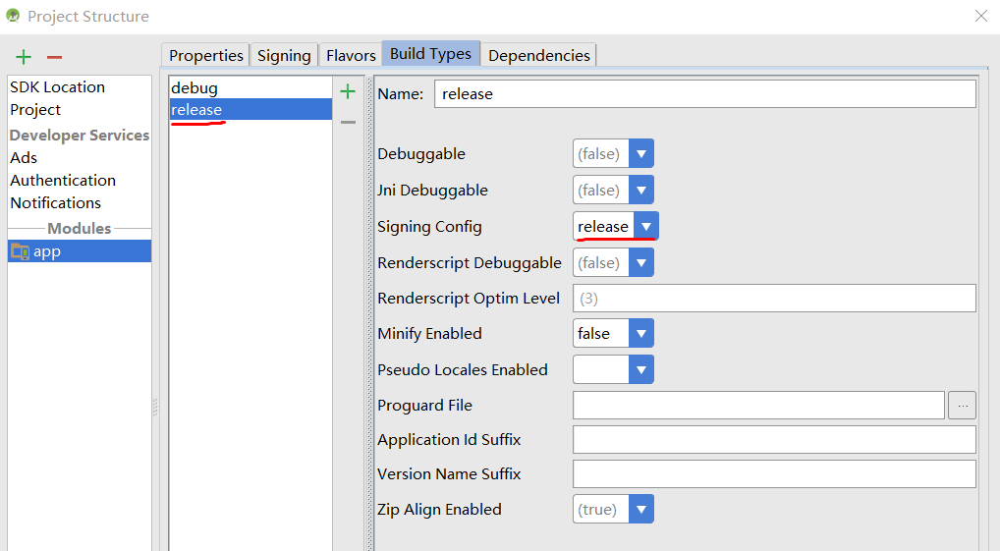 Project Structure
Properties Signing Flavors Build Types Dependencies
SDK Location
Project
Developer Services
Ads
Authentication
Notifications
Modules
app
debug
release
Name: release
Debuggable (false)
Jni Debuggable (false)
Signing Config release
Renderscript Debuggable (false)
Renderscript Optim Level (3)
Minify Enabled false
Pseudo Locales Enabled
Proguard File ...
Application Id Suffix
Version Name Suffix
Zip Align Enabled (true)